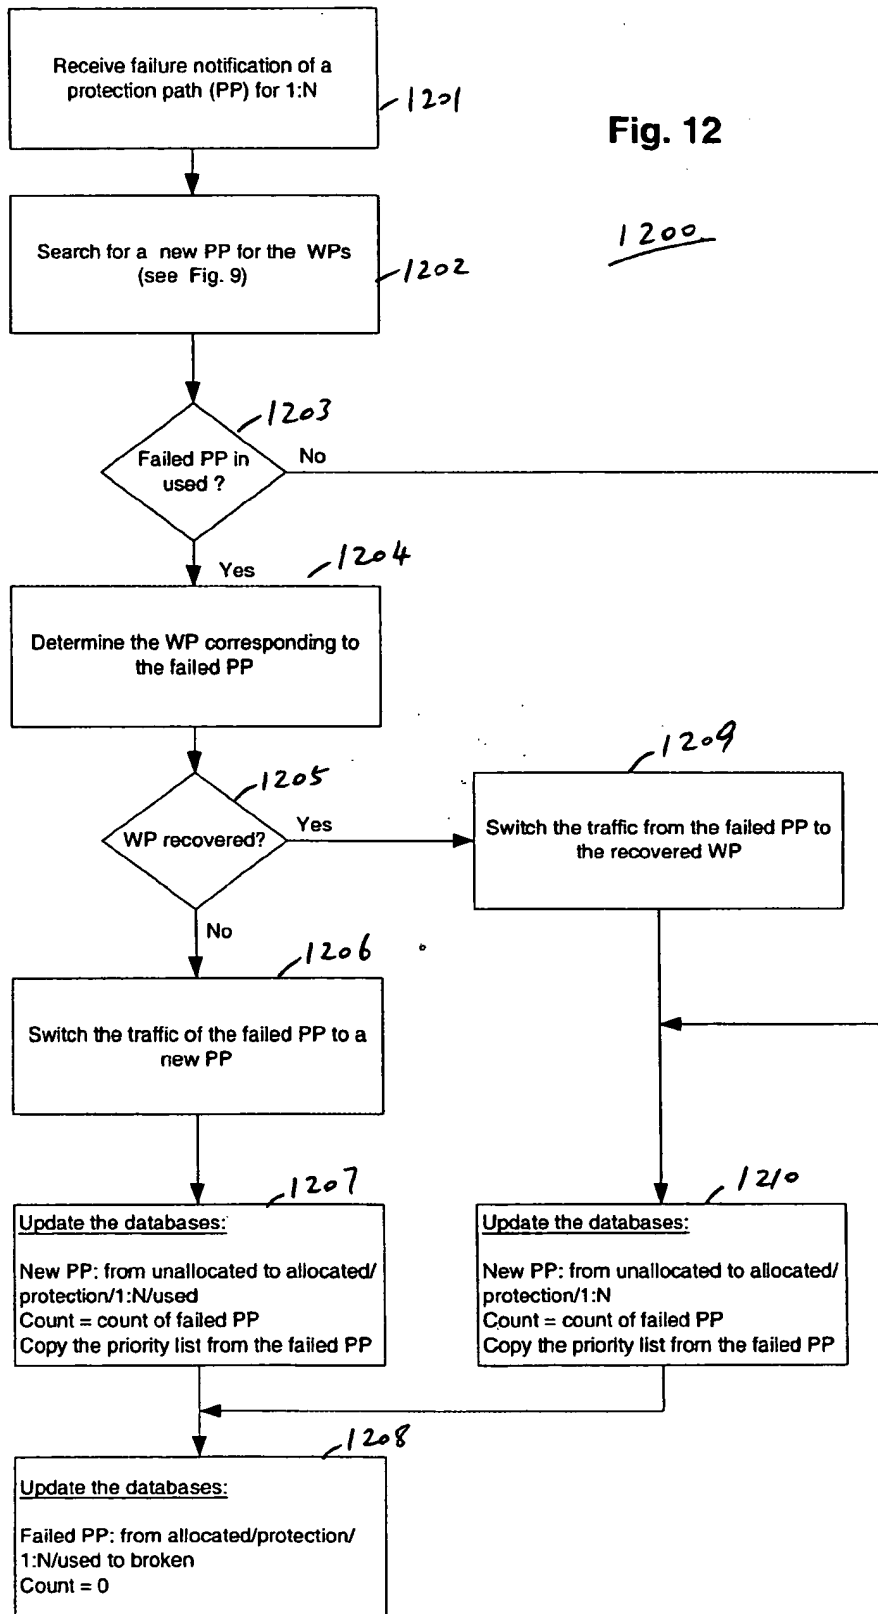 Receive failure notification of a
protection path (PP) for 1:N
1201
Fig. 12
1200
Search for a new PP for the WPs
(see Fig. 9)
1202
1203
Failed PP in
used ?
No
Yes
1204
Determine the WP corresponding to
the failed PP
1205
WP recovered?
Yes
1209
Switch the traffic from the failed PP to
the recovered WP
No
1206
Switch the traffic of the failed PP to a
new PP
1207
Update the databases:
New PP: from unallocated to allocated/
protection/1:N/used
Count = count of failed PP
Copy the priority list from the failed PP
1210
Update the databases:
New PP: from unallocated to allocated/
protection/1:N
Count = count of failed PP
Copy the priority list from the failed PP
1208
Update the databases:
Failed PP: from allocated/protection/
1:N/used to broken
Count = 0